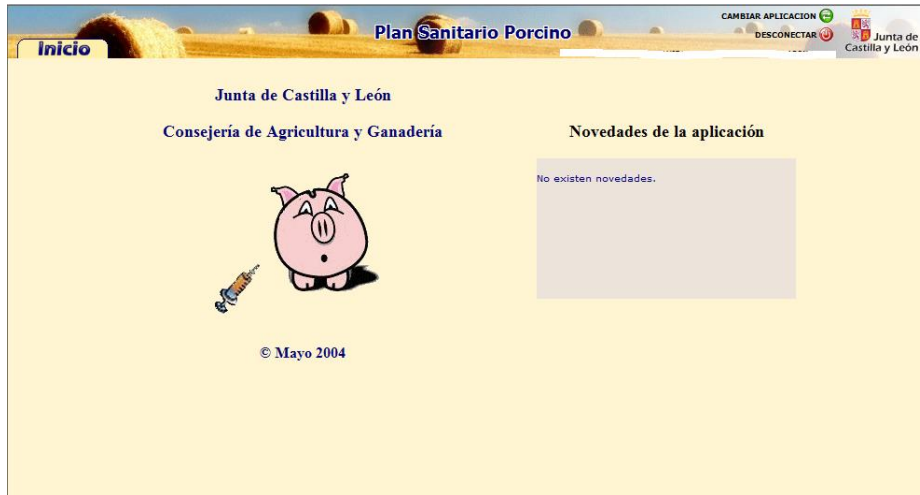 CAMBIAR APLICACION
Plan Sanitario Porcino
DESCONECTAR
Inicio
Junta de
Castilla y León
Junta de Castilla y León
Consejería de Agricultura y Ganadería
Novedades de la aplicación
No existen novedades.
© Mayo 2004